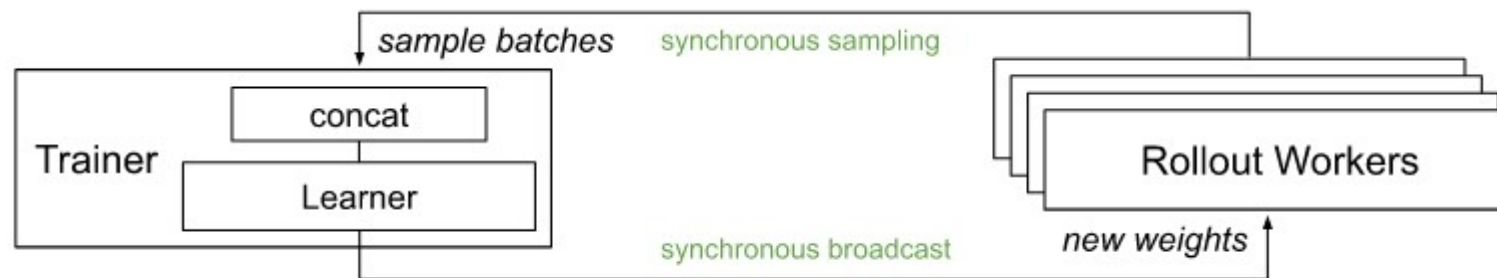 sample batches
synchronous sampling
concat
Trainer
Learner
Rollout Workers
synchronous broadcast
new weights